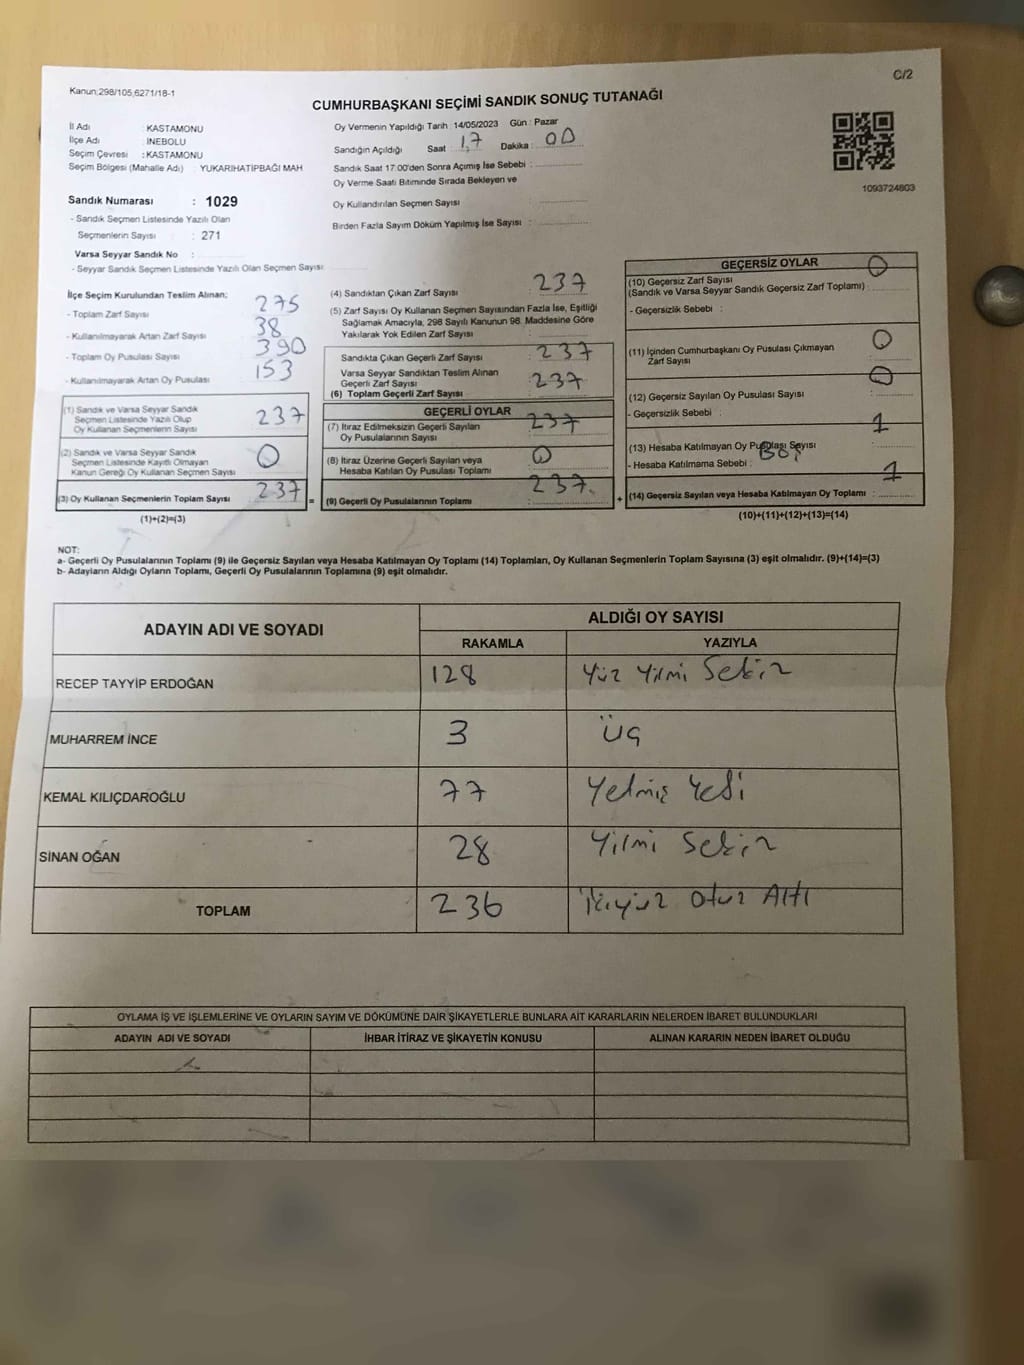 C/2
Kanun;298/105,6271/18-1
CUMHURBAŞKANI SEÇİMİ SANDIK SONUÇ TUTANAĞI
İl Adı : KASTAMONU
İlçe Adı : İNEBOLU
Seçim Çevresi : KASTAMONU
Seçim Bölgesi (Mahalle Adı) : YUKARIHATİPBAĞI MAH
Sandık Numarası : 1029
- Sandık Seçmen Listesinde Yazılı Olan
Seçmenlerin Sayısı : 271
Varsa Seyyar Sandık No :
- Seyyar Sandık Seçmen Listesinde Yazılı Olan Seçmen Sayısı:
Oy Vermenin Yapıldığı Tarih : 14/05/2023 Gün : Pazar
Sandığın Açıldığı Saat 17 Dakika : 00
Sandık Saat 17:00'den Sonra Açımış İse Sebebi :
Oy Verme Saati Bitiminde Sırada Bekleyen ve
Oy Kullandırılan Seçmen Sayısı
Birden Fazla Sayım Döküm Yapılmış İse Sayısı :
1093724803
İlçe Seçim Kurulundan Teslim Alınan;
- Toplam Zarf Sayısı : 275
- Kullanılmayarak Artan Zarf Sayısı : 38
- Toplam Oy Pusulası Sayısı : 390
- Kullanılmayarak Artan Oy Pusulası : 153
(1) Sandık ve Varsa Seyyar Sandık
Seçmen Listesinde Yazılı Olup
Oy Kullanan Seçmenlerin Sayısı : 237
(2) Sandık ve Varsa Seyyar Sandık
Seçmen Listesinde Kayıtlı Olmayan
Kanun Gereği Oy Kullanan Seçmen Sayısı 0
(3) Oy Kullanan Seçmenlerin Toplam Sayısı : 237 =
(1)+(2)=(3)
(4) Sandıktan Çıkan Zarf Sayısı : 237
(5) Zarf Sayısı Oy Kullanan Seçmen Sayısından Fazla İse, Eşitliği
Sağlamak Amacıyla, 298 Sayılı Kanunun 98. Maddesine Göre
Yakılarak Yok Edilen Zarf Sayısı
Sandıkta Çıkan Geçerli Zarf Sayısı : 237
Varsa Seyyar Sandıktan Teslim Alınan
Geçerli Zarf Sayısı : 237
(6) Toplam Geçerli Zarf Sayısı :
GEÇERLİ OYLAR
(7) İtiraz Edilmeksizin Geçerli Sayılan
Oy Pusulalarının Sayısı : 237
(8) İtiraz Üzerine Geçerli Sayılan veya
Hesaba Katılan Oy Pusulası Toplamı : 0
(9) Geçerli Oy Pusulalarının Toplamı : 237 +
GEÇERSİZ OYLAR
(10) Geçersiz Zarf Sayısı 0
(Sandık ve Varsa Seyyar Sandık Geçersiz Zarf Toplamı) :
- Geçersizlik Sebebi :
(11) İçinden Cumhurbaşkanı Oy Pusulası Çıkmayan 0
Zarf Sayısı
(12) Geçersiz Sayılan Oy Pusulası Sayısı 0
- Geçersizlik Sebebi :
(13) Hesaba Katılmayan Oy Pusulası Sayısı 1
- Hesaba Katılmama Sebebi :
(14) Geçersiz Sayılan veya Hesaba Katılmayan Oy Toplamı : 1
(10)+(11)+(12)+(13)=(14)
NOT:
a- Geçerli Oy Pusulalarının Toplamı (9) ile Geçersiz Sayılan veya Hesaba Katılmayan Oy Toplamı (14) Toplamları, Oy Kullanan Seçmenlerin Toplam Sayısına (3) eşit olmalıdır. (9)+(14)=(3)
b- Adayların Aldığı Oyların Toplamı, Geçerli Oy Pusulalarının Toplamına (9) eşit olmalıdır.
ADAYIN ADI VE SOYADI ALDIĞI OY SAYISI
RAKAMLA YAZIYLA
RECEP TAYYİP ERDOĞAN 128 Yüz Yilmi Sekiz
MUHARREM İNCE 3 Üç
KEMAL KILIÇDAROĞLU 77 Yetmiş Yedi
SİNAN OĞAN 28 Yilmi Sekiz
TOPLAM 236 İkiyüz Otuz Altı
OYLAMA İŞ VE İŞLEMLERİNE VE OYLARIN SAYIM VE DÖKÜMÜNE DAİR ŞİKAYETLERLE BUNLARA AİT KARARLARIN NELERDEN İBARET BULUNDUKLARI
ADAYIN ADI VE SOYADI İHBAR İTİRAZ VE ŞİKAYETİN KONUSU ALINAN KARARIN NEDEN İBARET OLDUĞU